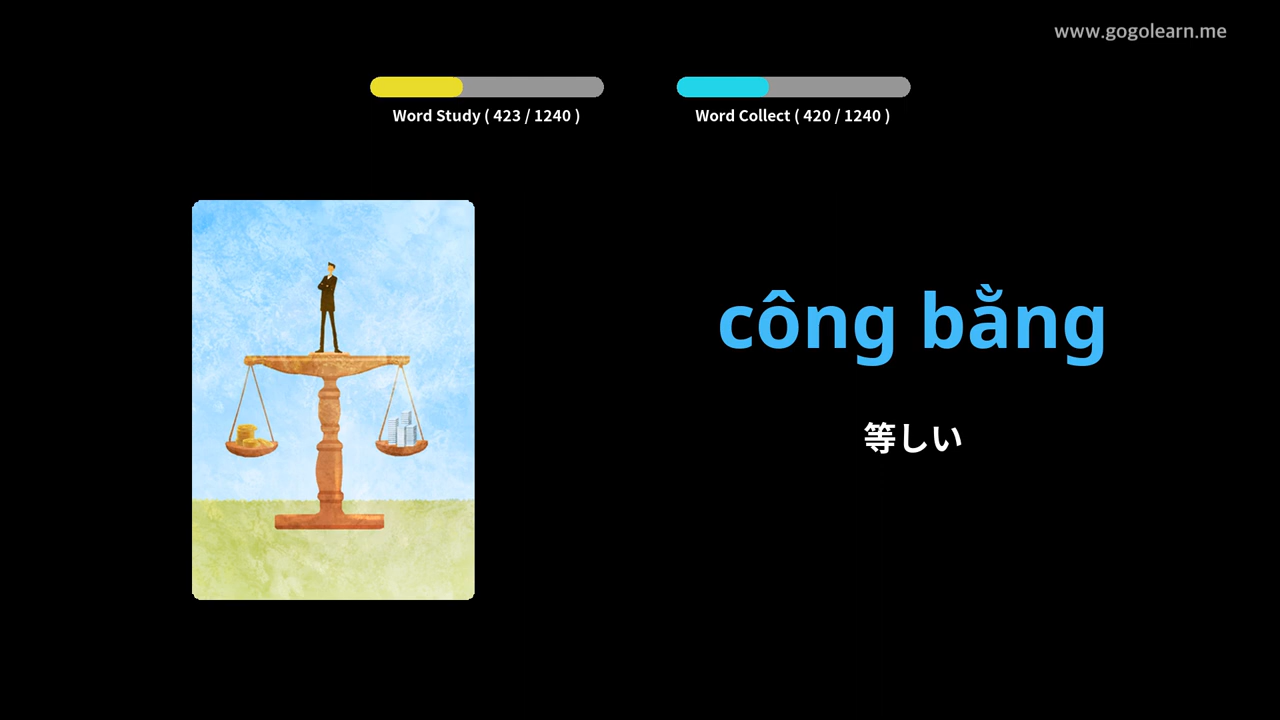 www.gogolearn.me
Word Study ( 423 / 1240 )
Word Collect ( 420 / 1240 )
công bằng
等しい